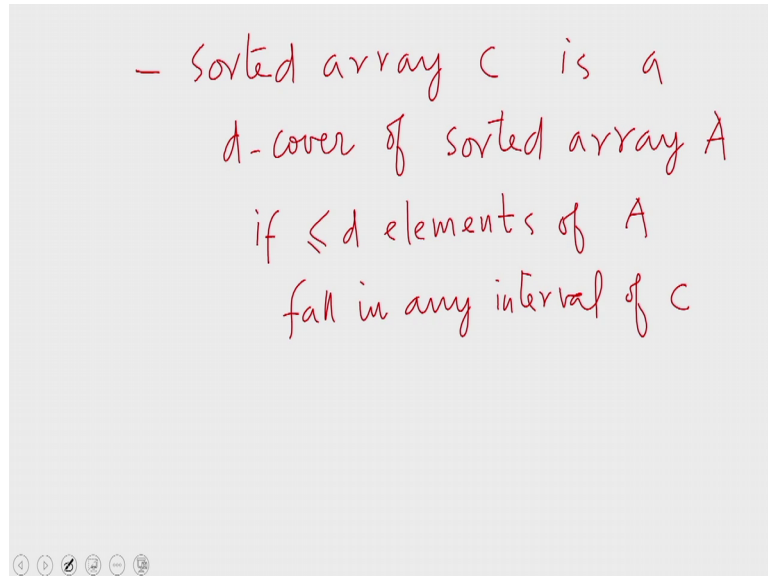 - sorted array C is a
d-cover of sorted array A
if ≤ d elements of A
fall in any interval of C